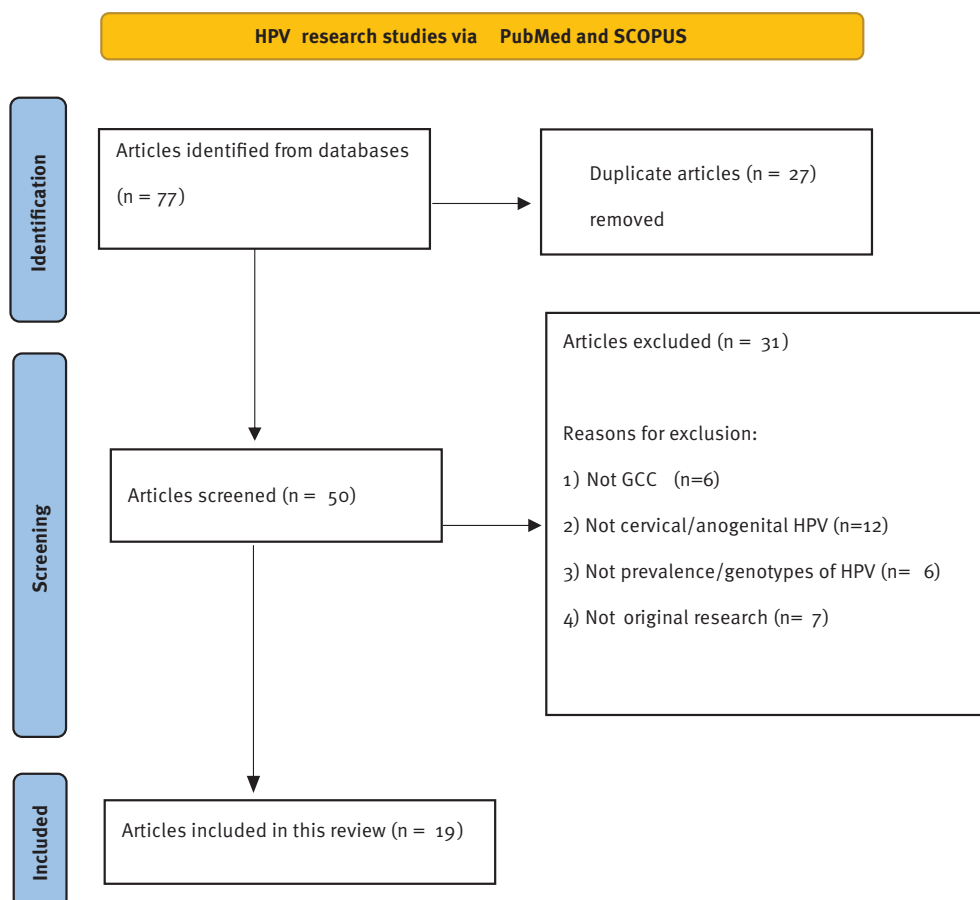 HPV research studies via PubMed and SCOPUS
Identification
Articles identified from databases
(n = 77)
Duplicate articles (n = 27)
removed
Screening
Articles screened (n = 50)
Articles excluded (n = 31)
Reasons for exclusion:
1) Not GCC (n=6)
2) Not cervical/anogenital HPV (n=12)
3) Not prevalence/genotypes of HPV (n= 6)
4) Not original research (n= 7)
Included
Articles included in this review (n = 19)